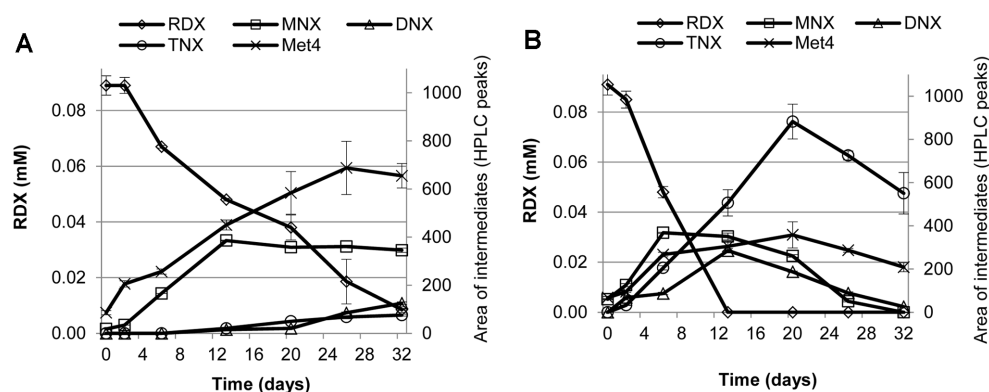 A
RDX MNX DNX
TNX Met4
0.08
0.06
0.04
0.02
0.00
RDX (mM)
1000
800
600
400
200
0
Area of intermediates (HPLC peaks)
0 4 8 12 16 20 24 28 32
Time (days)
B
RDX MNX DNX
TNX Met4
0.08
0.06
0.04
0.02
0.00
RDX (mM)
1000
800
600
400
200
0
Area of intermediates (HPLC peaks)
0 4 8 12 16 20 24 28 32
Time (days)